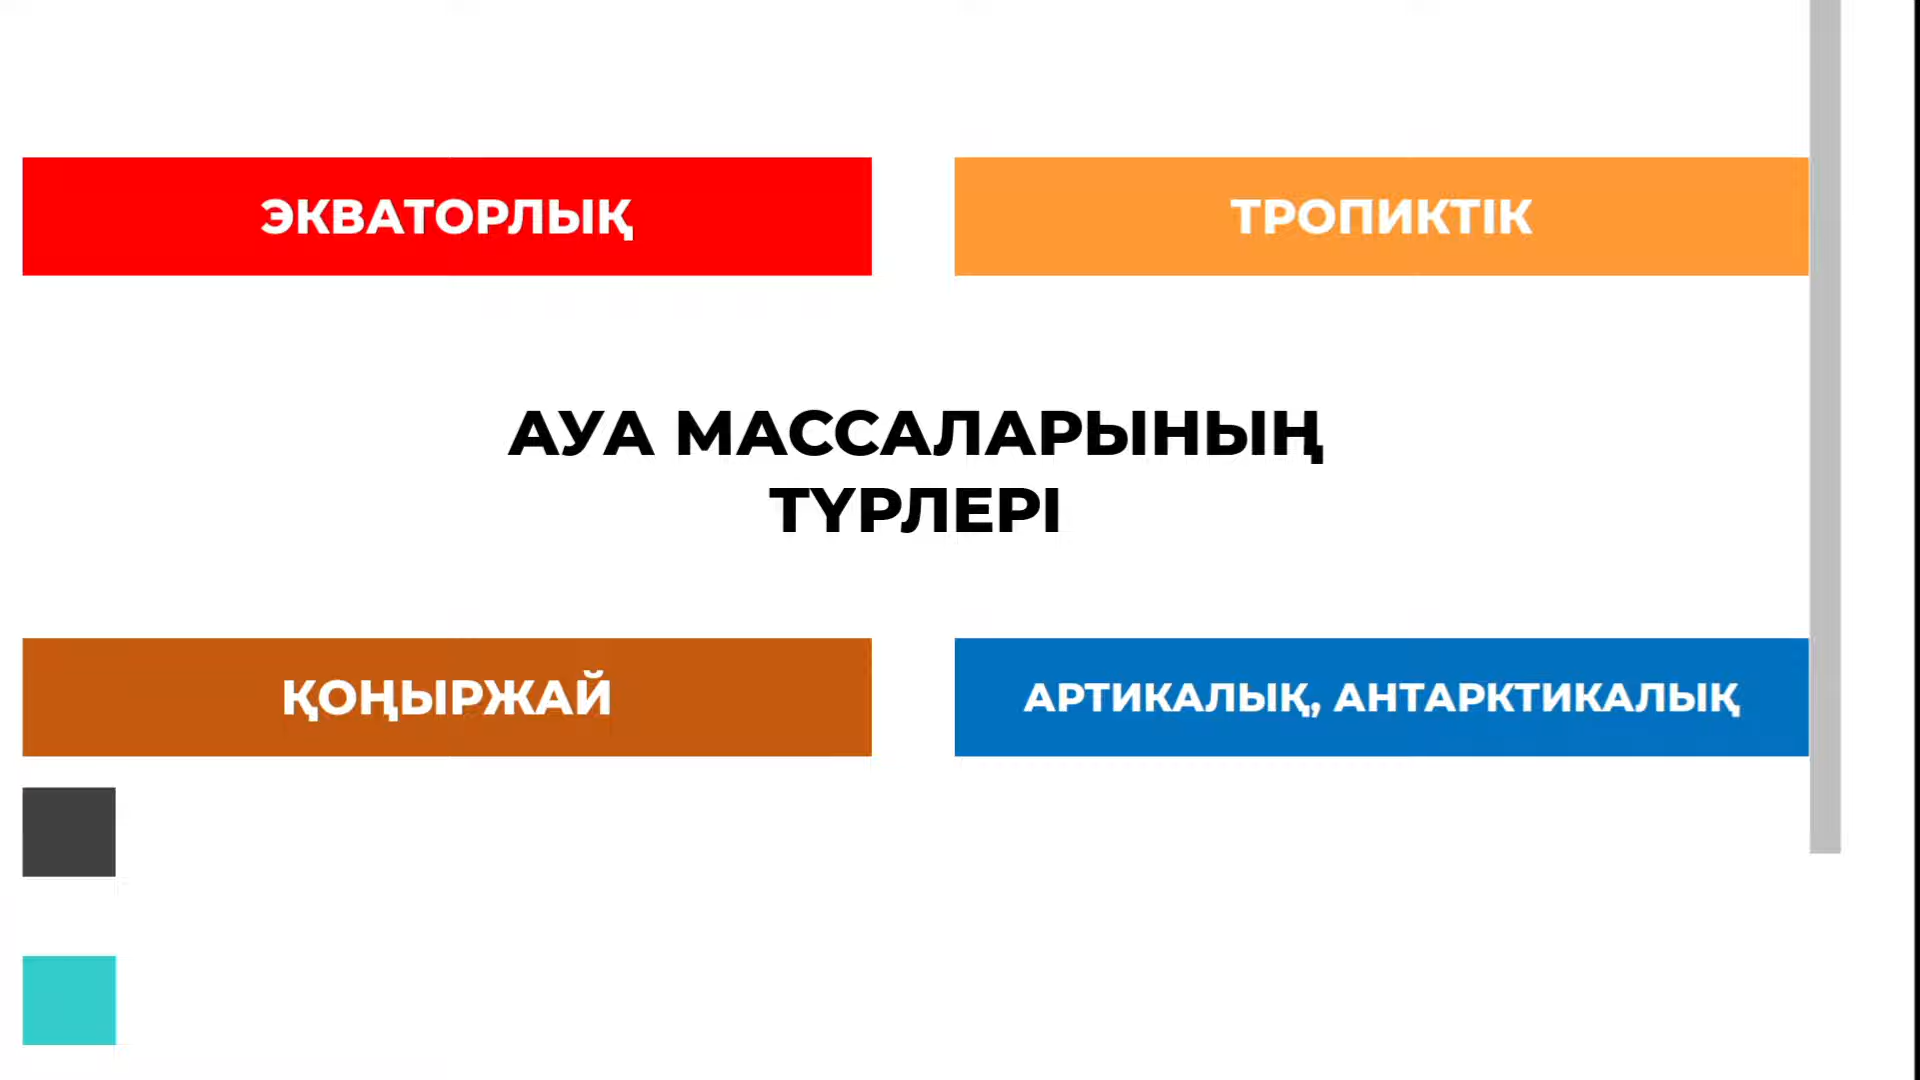 ЭКВАТОРЛЫҚ
ТРОПИКТІК
АУА МАССАЛАРЫНЫҢ
ТҮРЛЕРІ
ҚОҢЫРЖАЙ
АРТИКАЛЫҚ, АНТАРКТИКАЛЫҚ